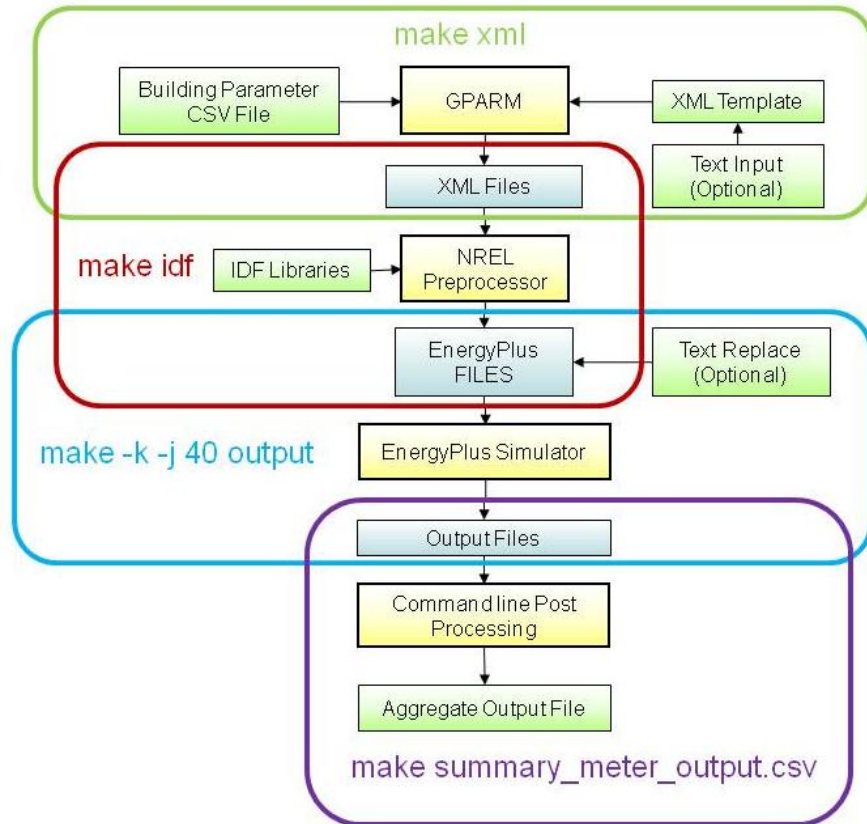 make xml
Building Parameter
CSV File
GPARM
XML Template
Text Input
(Optional)
XML Files
make idf
IDF Libraries
NREL
Preprocessor
EnergyPlus
FILES
Text Replace
(Optional)
make -k -j 40 output
EnergyPlus Simulator
Output Files
Command line Post
Processing
Aggregate Output File
make summary_meter_output.csv